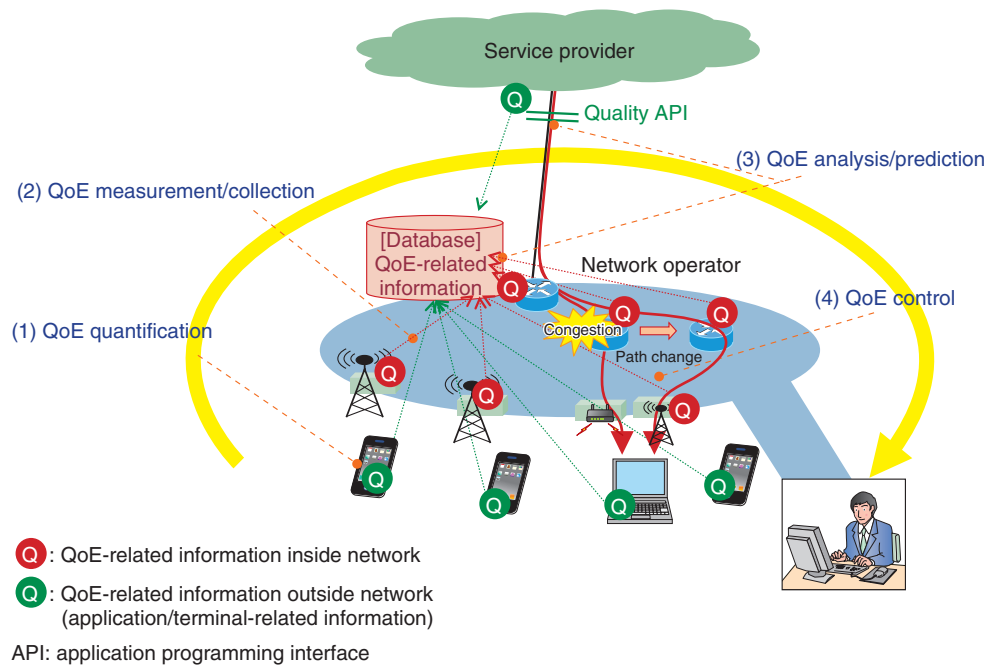 Service provider
Q
Quality API
(3) QoE analysis/prediction
(2) QoE measurement/collection
[Database]
QoE-related
information
Q
Network operator
Q
Q
(4) QoE control
(1) QoE quantification
Congestion
Path change
Q
Q
Q
Q
Q
Q
Q
Q : QoE-related information inside network
Q : QoE-related information outside network
(application/terminal-related information)
API: application programming interface